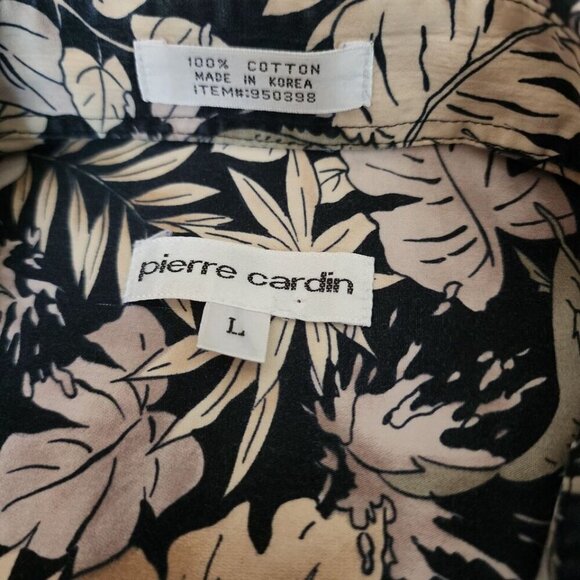 100% COTTON
MADE IN KOREA
ITEM#:950398
pierre cardin
L